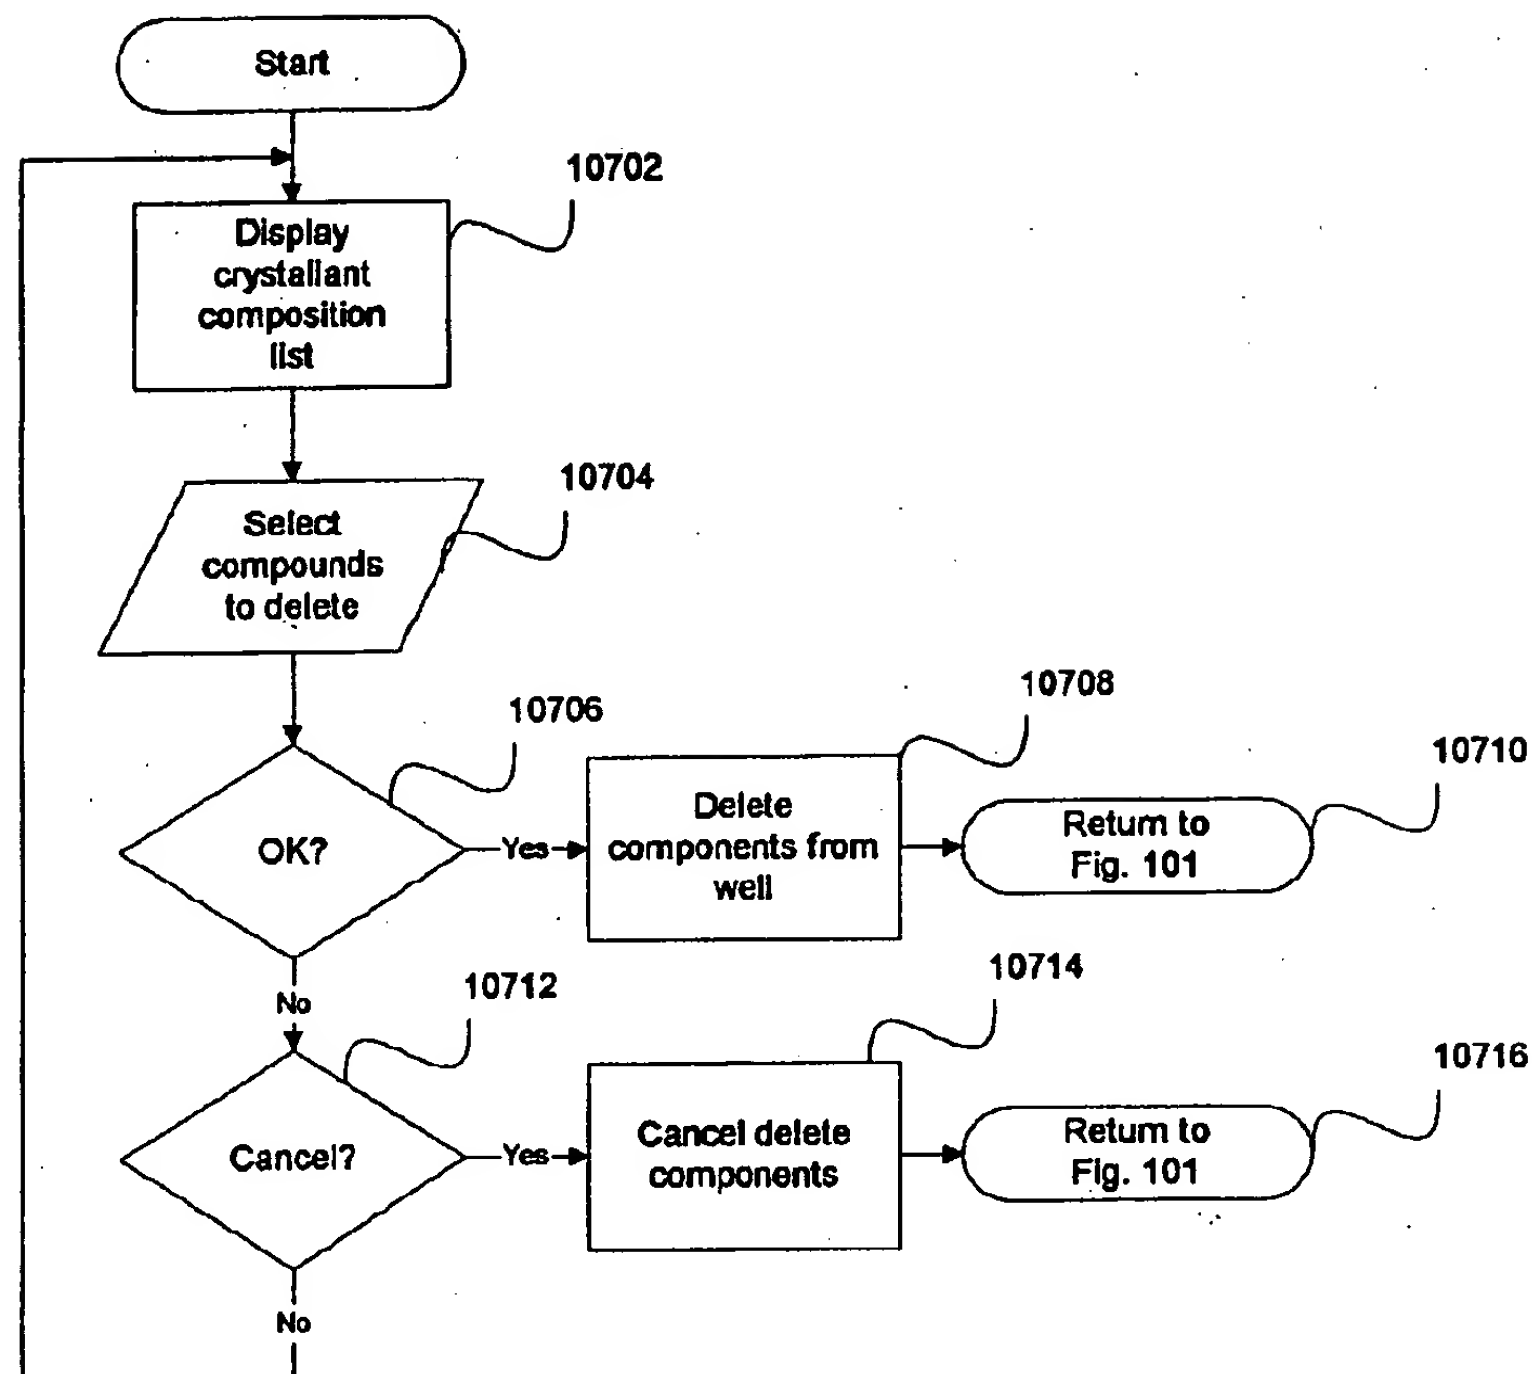 Start
10702
Display
crystallant
composition
list
10704
Select
compounds
to delete
10706
OK?
Yes
10708
Delete
components from
well
10710
Return to
Fig. 101
No
10712
Cancel?
Yes
10714
Cancel delete
components
10716
Return to
Fig. 101
No